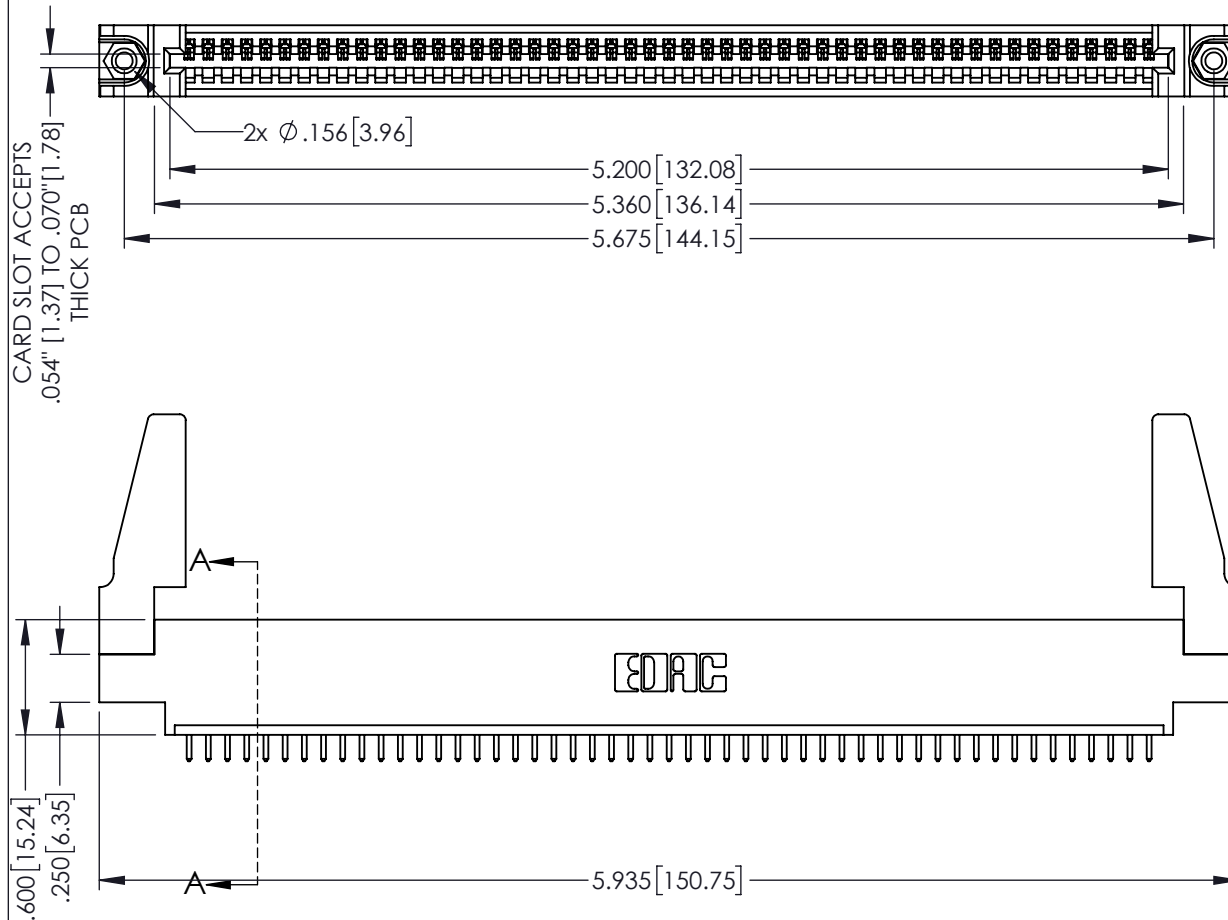 2x Ø .156[3.96]
5.200[132.08]
5.360[136.14]
5.675[144.15]
CARD SLOT ACCEPTS
.054" [1.37] TO .070"[1.78]
THICK PCB
A
EDAC
.600[15.24]
.250[6.35]
A
5.935[150.75]